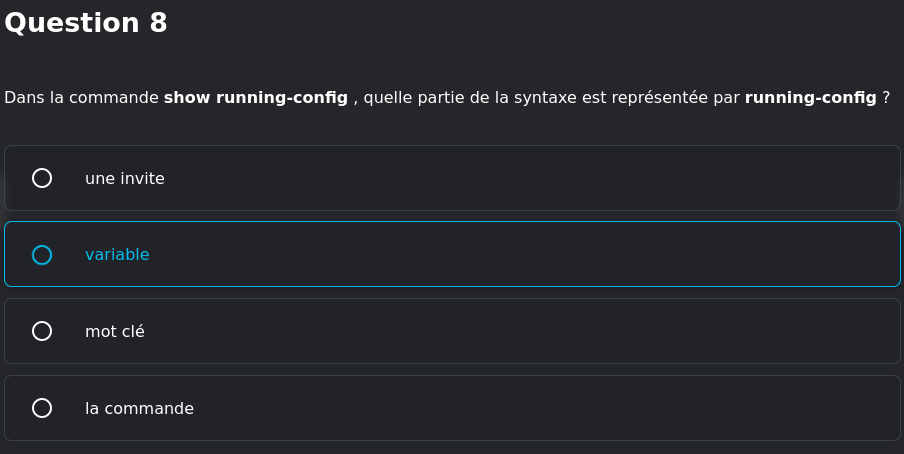 Question 8
Dans la commande show running-config , quelle partie de la syntaxe est représentée par running-config ?
une invite
variable
mot clé
la commande